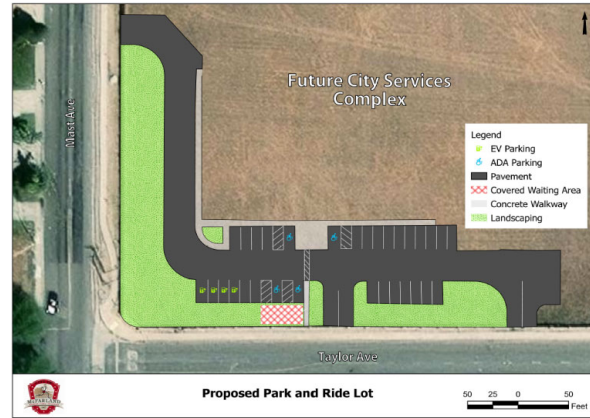 Future City Services
Complex
Mast Ave
Legend
EV Parking
ADA Parking
Pavement
Covered Waiting Area
Concrete Walkway
Landscaping
Taylor Ave
McFARLAND
Proposed Park and Ride Lot
50 25 0 50
Feet